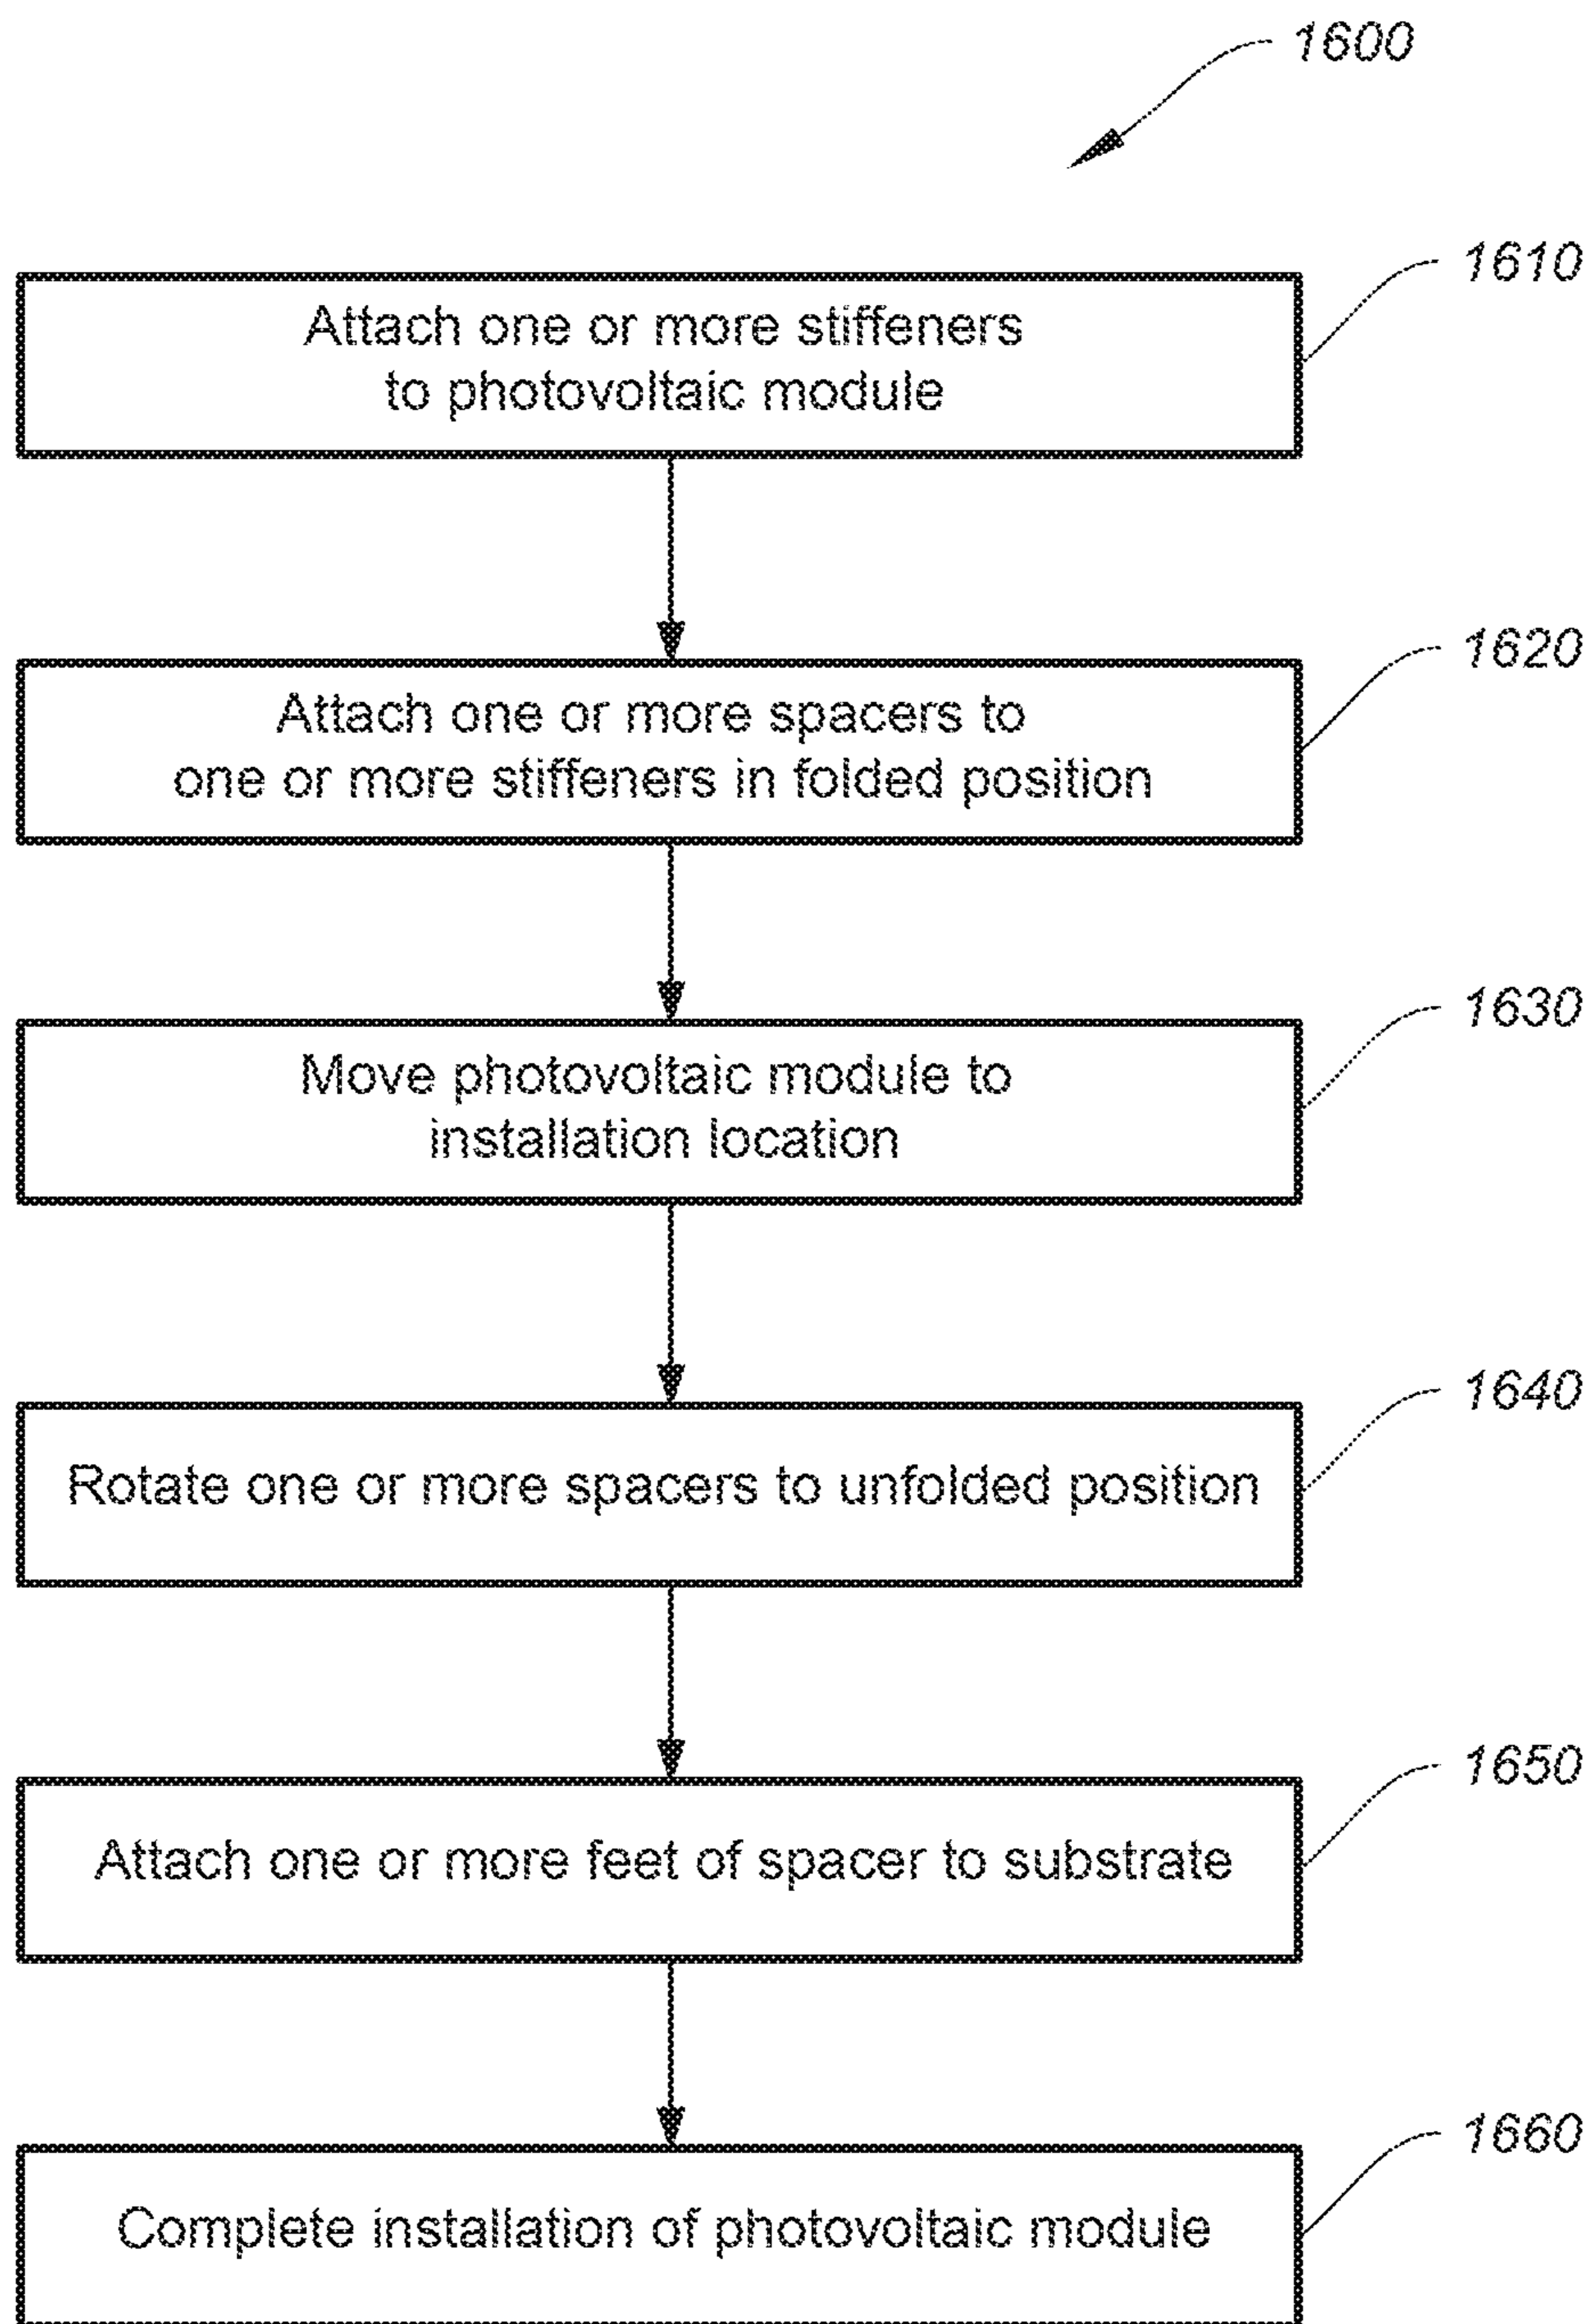 1600
1610
Attach one or more stiffeners
to photovoltaic module
1620
Attach one or more spacers to
one or more stiffeners in folded position
1630
Move photovoltaic module to
installation location
1640
Rotate one or more spacers to unfolded position
1650
Attach one or more feet of spacer to substrate
1660
Complete installation of photovoltaic module